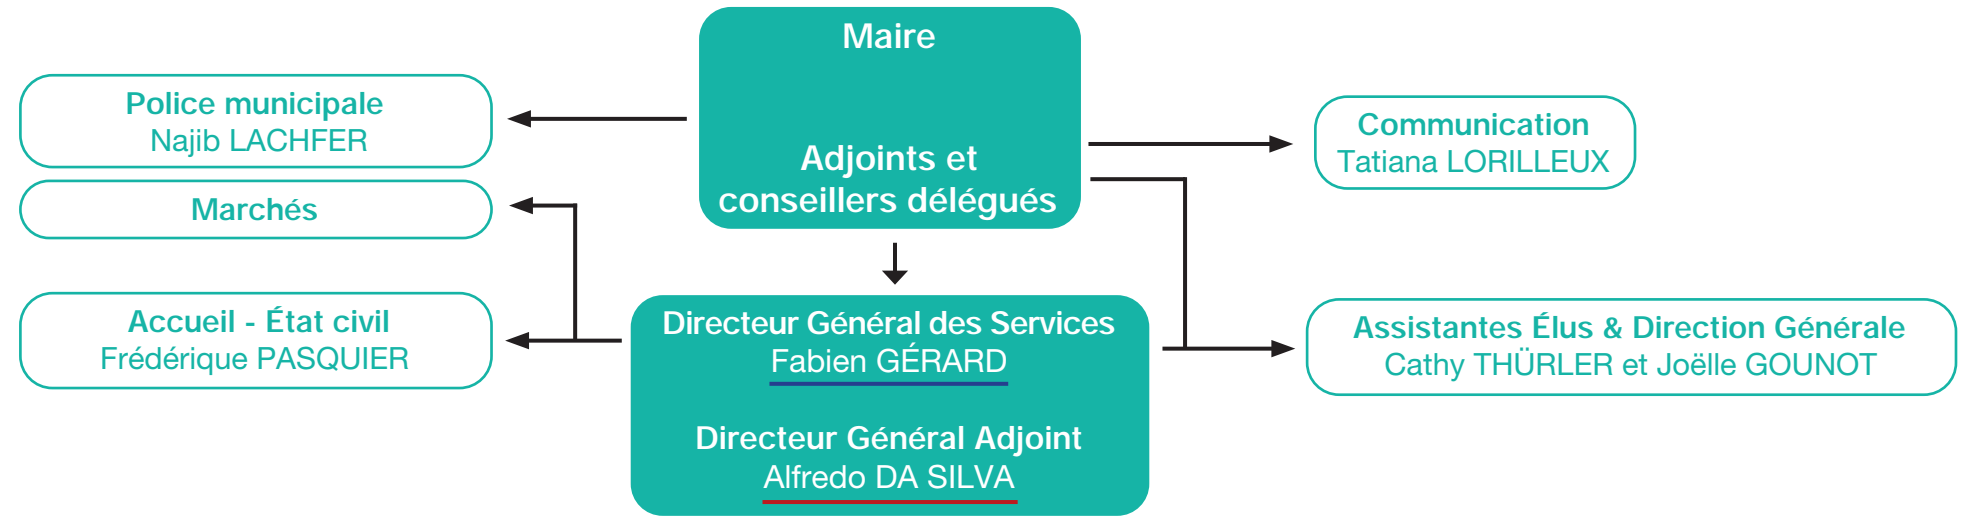 Maire
Adjoints et
conseillers délégués
Police municipale
Najib LACHFER
Marchés
Accueil - État civil
Frédérique PASQUIER
Communication
Tatiana LORILLEUX
Directeur Général des Services
Fabien GÉRARD
Directeur Général Adjoint
Alfredo DA SILVA
Assistantes Élus & Direction Générale
Cathy THÜRLER et Joëlle GOUNOT